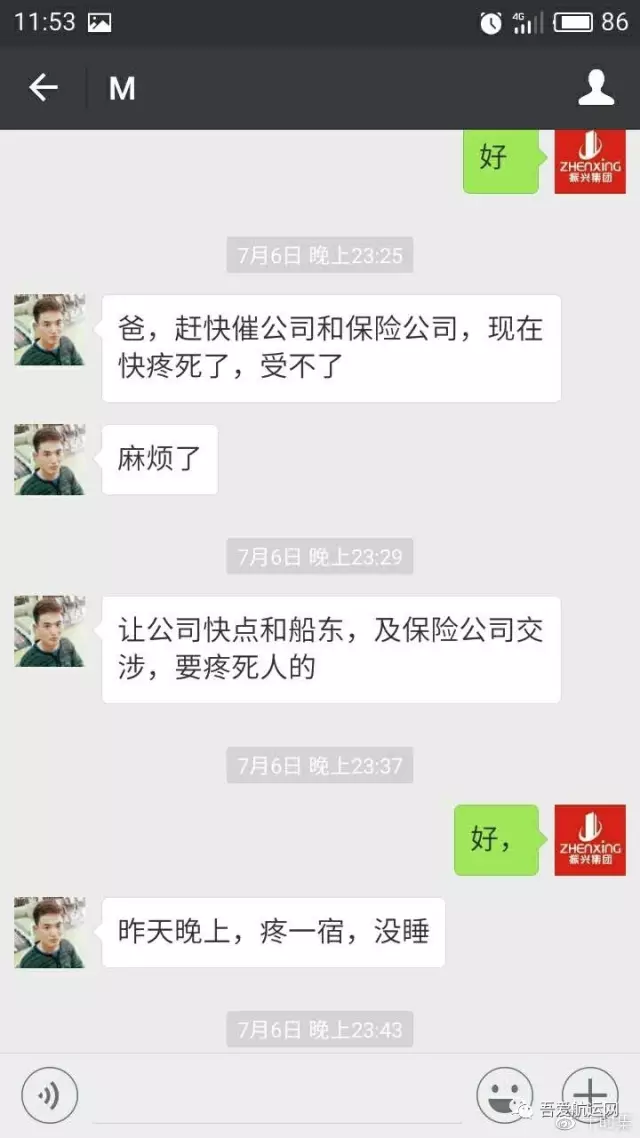 11:53
4G
86
M
好
ZHENXING
振兴集团
7月6日 晚上23:25
爸，赶快催公司和保险公司，现在
快疼死了，受不了
麻烦了
7月6日 晚上23:29
让公司快点和船东，及保险公司交
涉，要疼死人的
7月6日 晚上23:37
好，
ZHENXING
振兴集团
昨天晚上，疼一宿，没睡
7月6日 晚上23:43
吾爱航运网